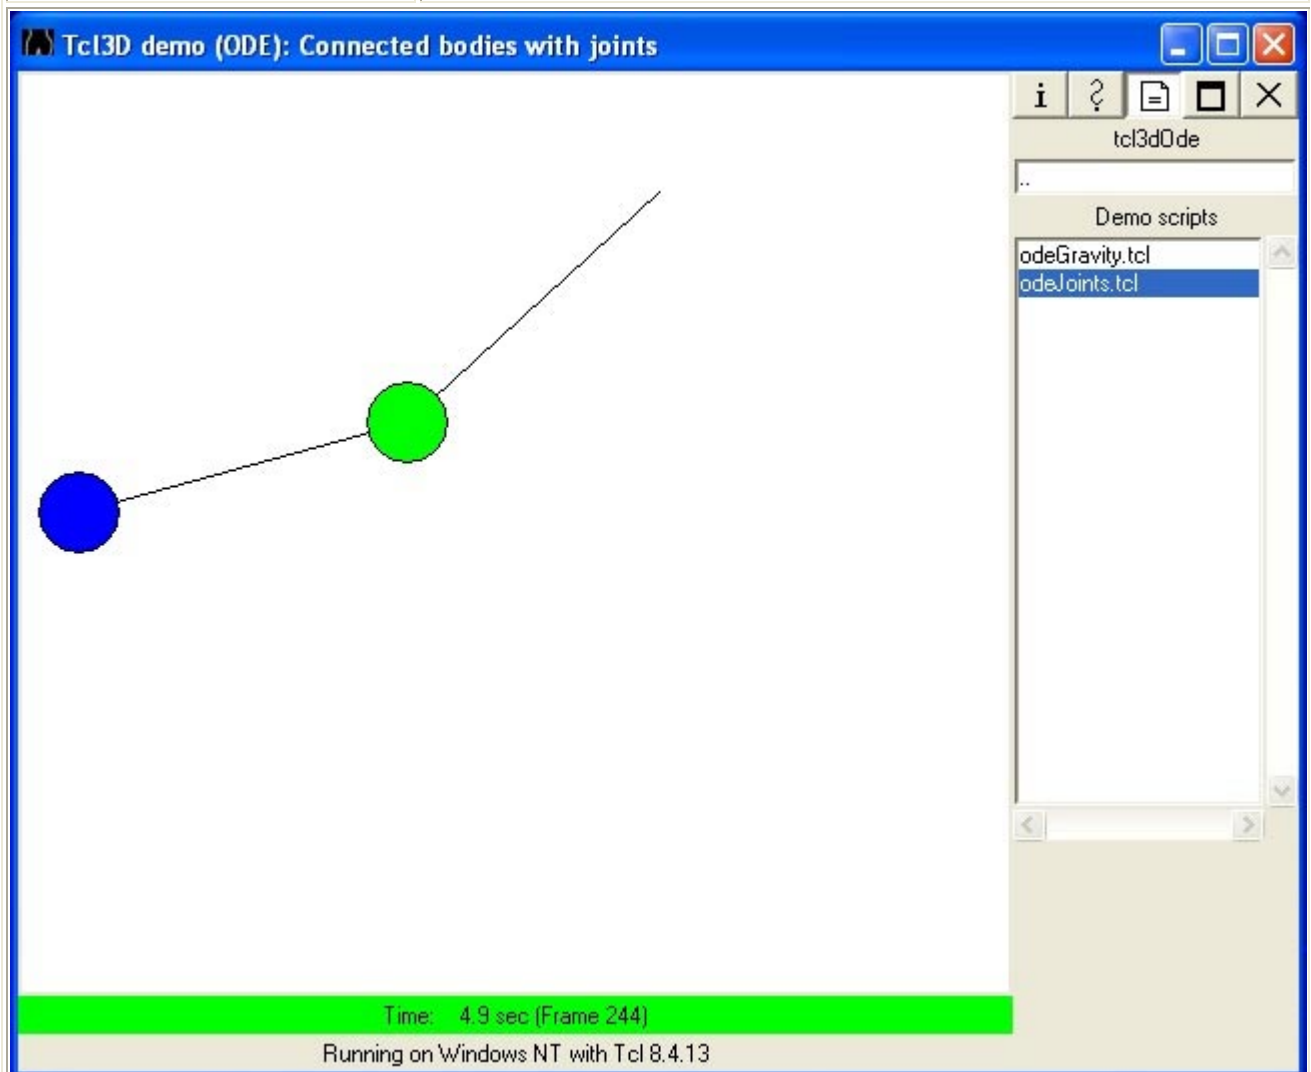 Tcl3D demo (ODE): Connected bodies with joints
tcl3dOde
..
Demo scripts
odeGravity.tcl
odeJoints.tcl
Time: 4.9 sec (Frame 244)
Running on Windows NT with Tcl 8.4.13